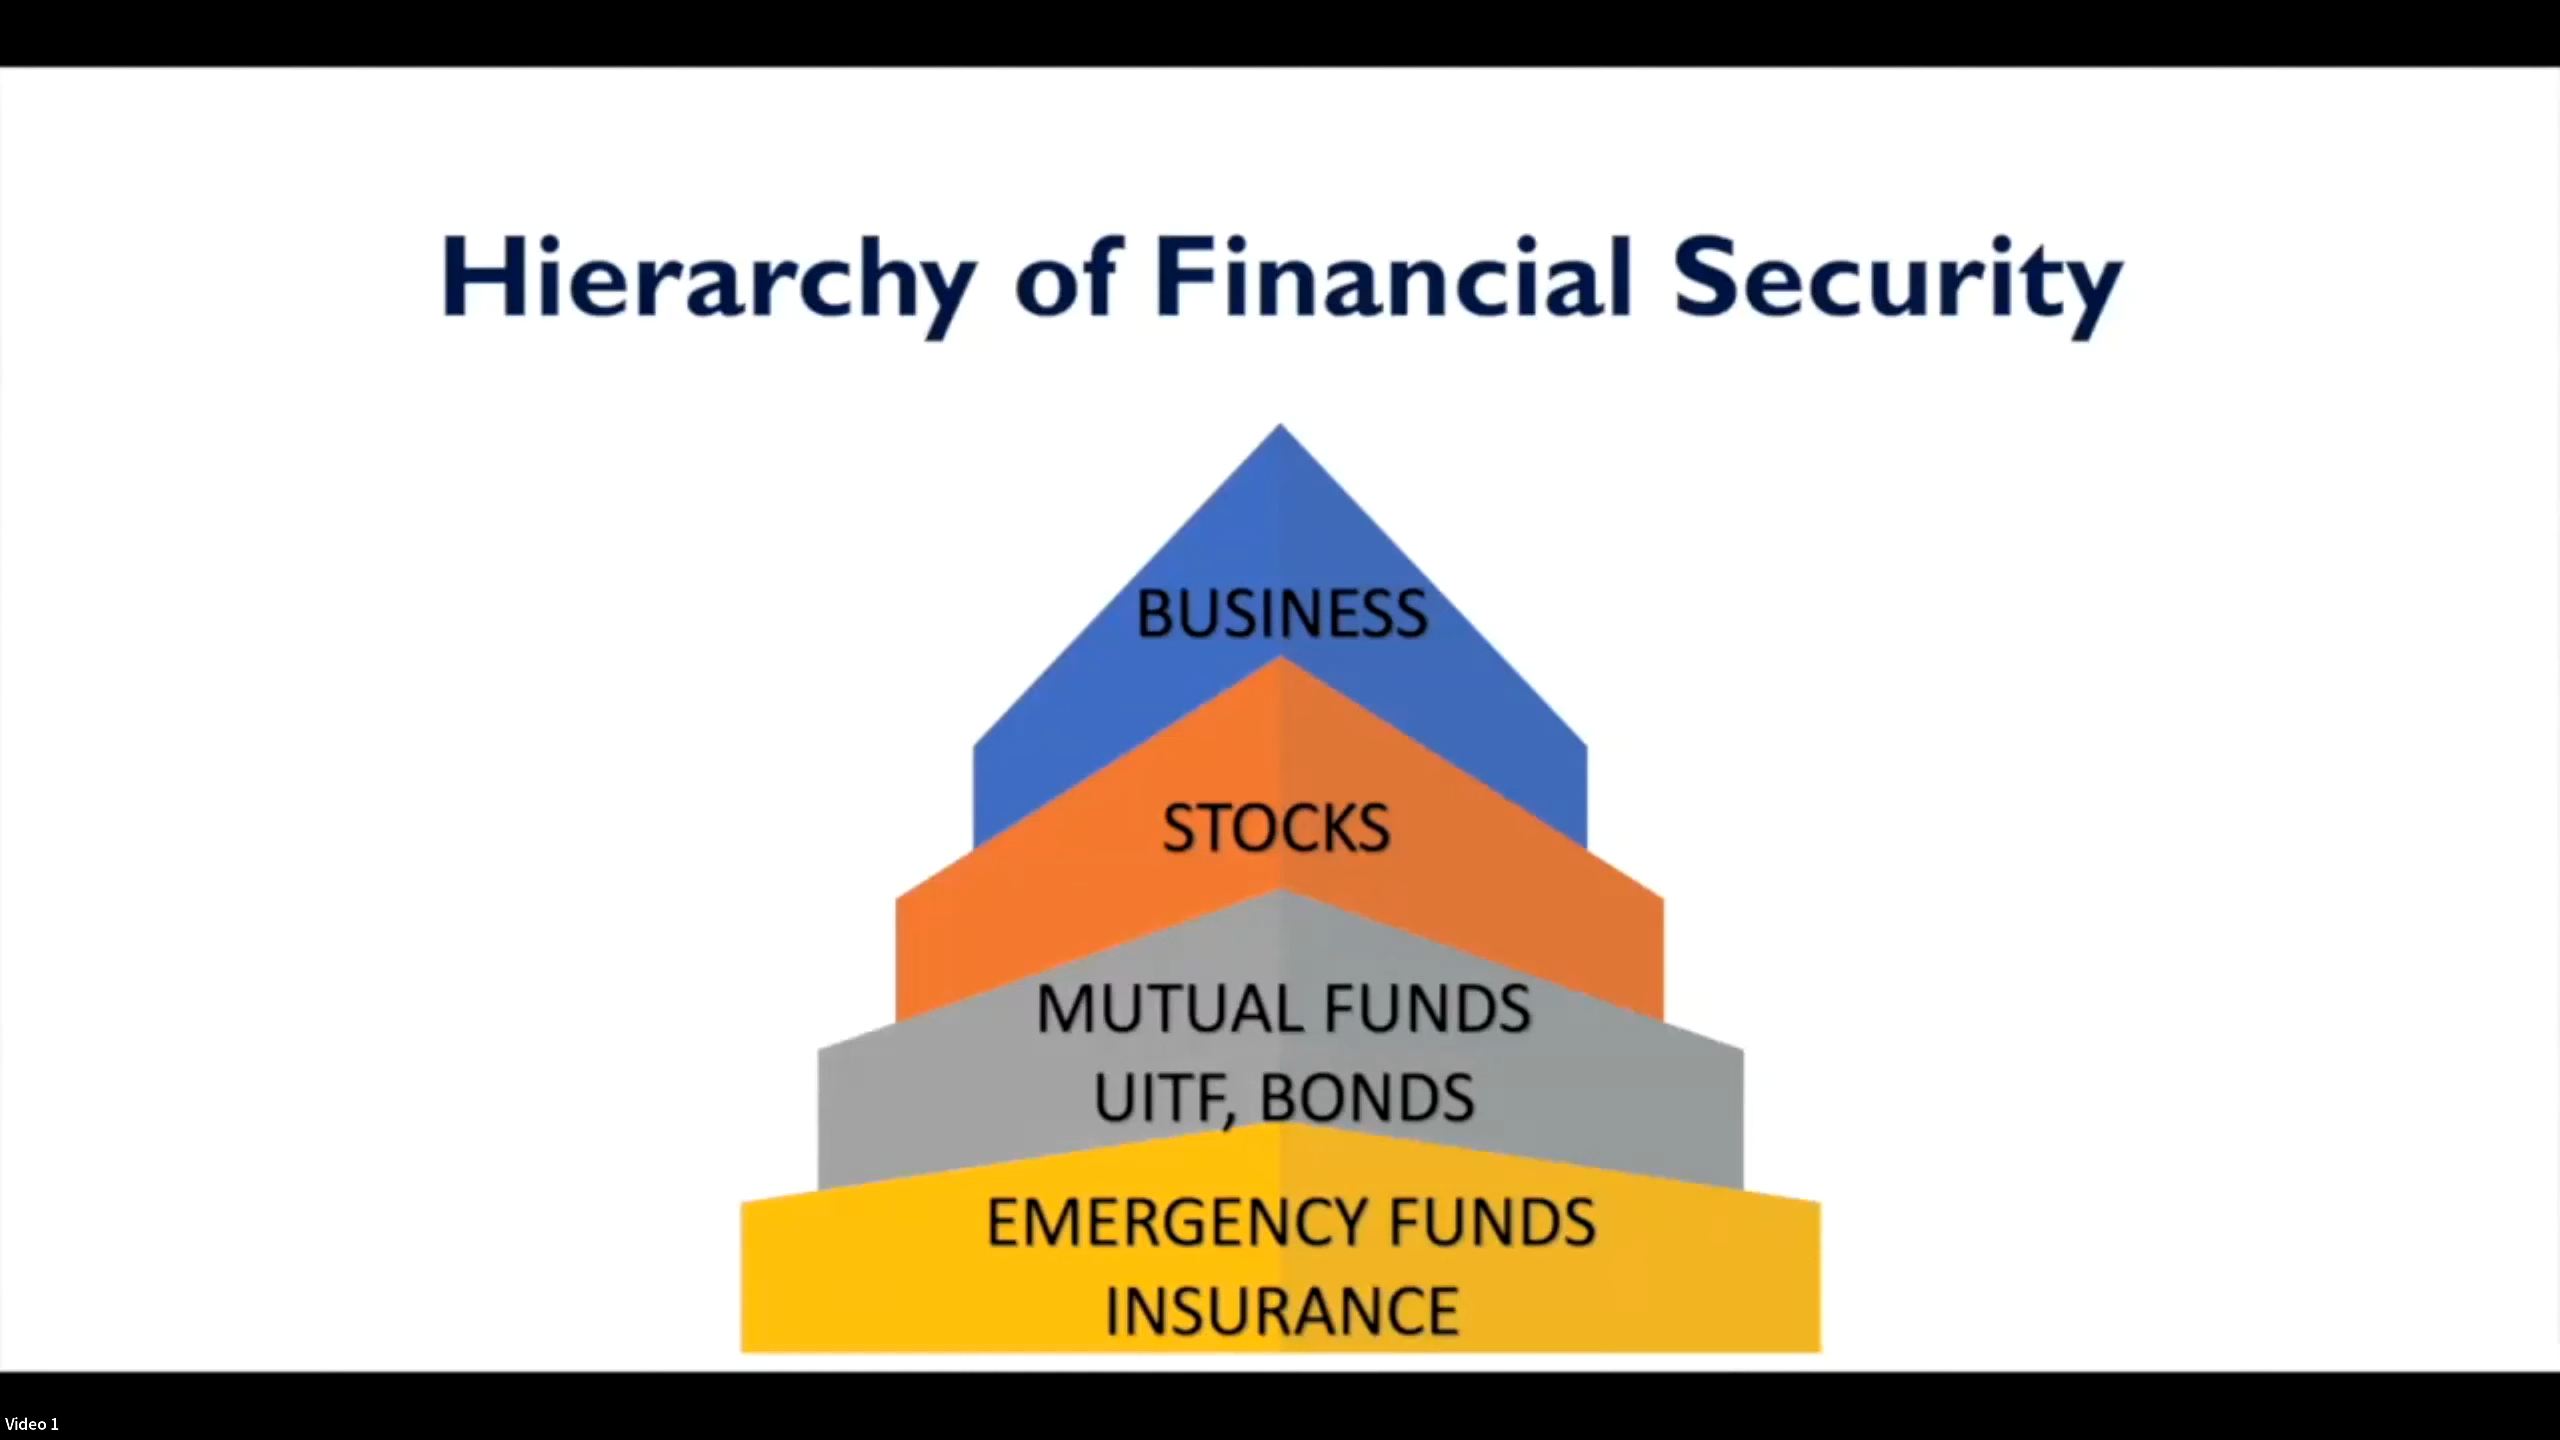 Hierarchy of Financial Security
BUSINESS
STOCKS
MUTUAL FUNDS
UITF, BONDS
EMERGENCY FUNDS
INSURANCE
Video 1